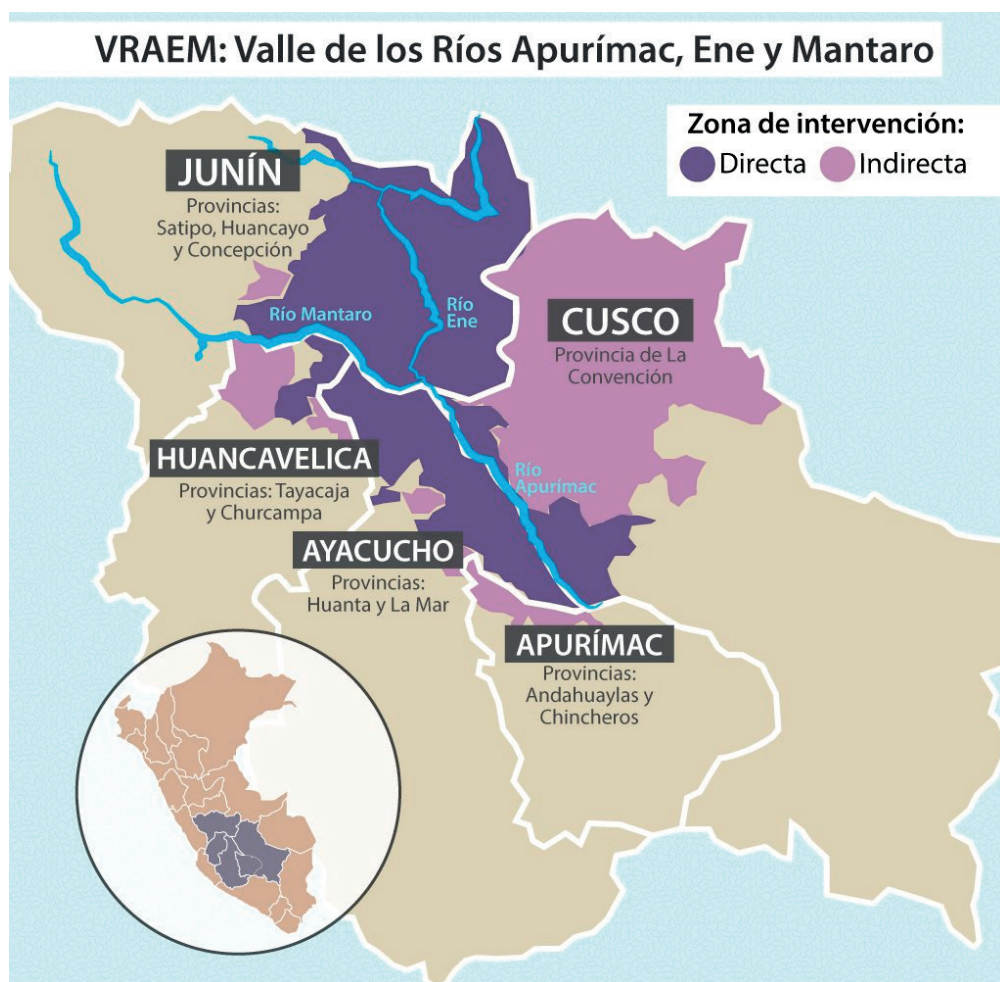 VRAEM: Valle de los Ríos Apurímac, Ene y Mantaro
Zona de intervención:
Directa
Indirecta
JUNÍN
Provincias:
Satipo, Huancayo
y Concepción
Río Mantaro
Río
Ene
CUSCO
Provincia de La
Convención
HUANCAVELICA
Provincias: Tayacaja
y Churcampa
Río
Apurímac
AYACUCHO
Provincias:
Huanta y La Mar
APURÍMAC
Provincias:
Andahuaylas y
Chincheros